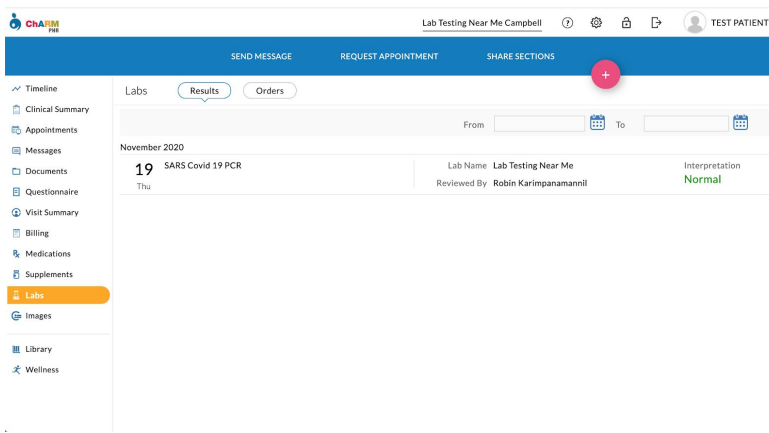 ChARM
PHR
Lab Testing Near Me Campbell
?
TEST PATIENT
SEND MESSAGE
REQUEST APPOINTMENT
SHARE SECTIONS
+
Timeline
Clinical Summary
Appointments
Messages
Documents
Questionnaire
Visit Summary
Billing
Medications
Supplements
Labs
Images
Library
Wellness
Labs Results Orders
From To
November 2020
19 SARS Covid 19 PCR
Thu
Lab Name Lab Testing Near Me
Reviewed By Robin Karimpanamannil
Interpretation
Normal